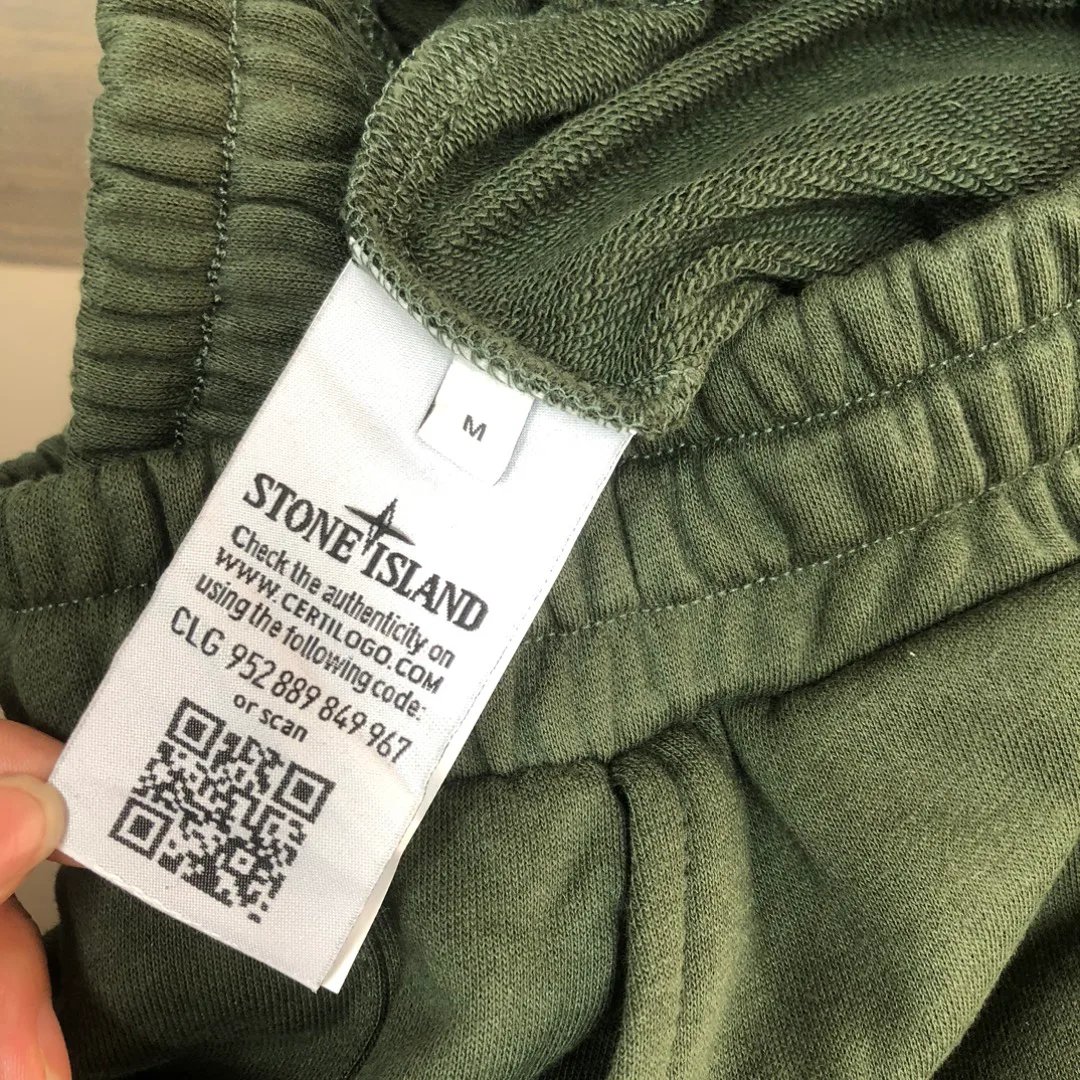 M
STONE ISLAND
Check the authenticity on
WWW.CERTILOGO.COM
using the following code:
CLG 952 889 849 967
or scan